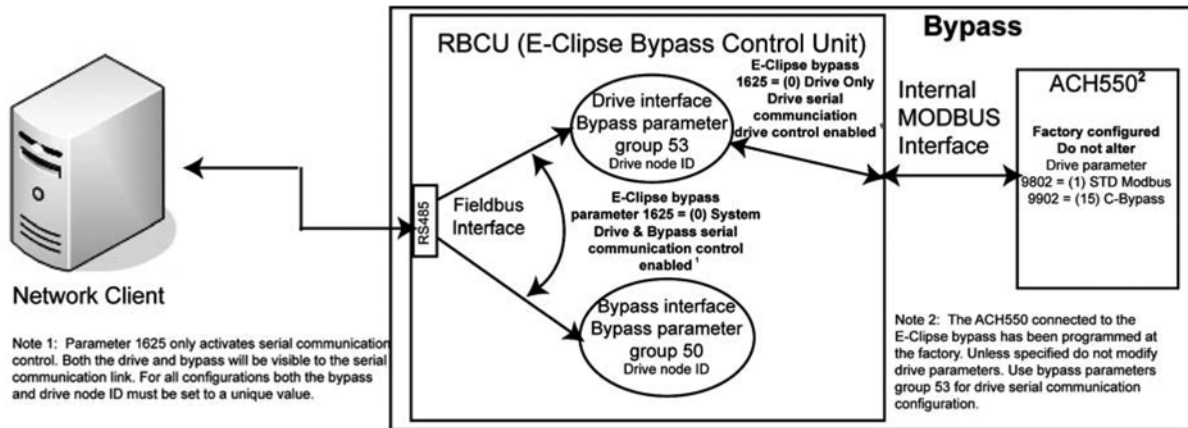 Bypass
RBCU (E-Clipse Bypass Control Unit)
E-Clipse bypass
1625 = (0) Drive Only
Drive serial
communciation
drive control enabled ¹
Drive interface
Bypass parameter
group 53
Drive node ID
Internal
MODBUS
Interface
ACH550²
Factory configured
Do not alter
Drive parameter
9802 = (1) STD Modbus
9902 = (15) C-Bypass
RS485
Fieldbus
Interface
E-Clipse bypass
parameter 1625 = (0) System
Drive & Bypass serial
communication control
enabled ¹
Bypass interface
Bypass parameter
group 50
Drive node ID
Network Client
Note 1: Parameter 1625 only activates serial communication
control. Both the drive and bypass will be visible to the serial
communication link. For all configurations both the bypass
and drive node ID must be set to a unique value.
Note 2: The ACH550 connected to the
E-Clipse bypass has been programmed at
the factory. Unless specified do not modify
drive parameters. Use bypass parameters
group 53 for drive serial communication
configuration.